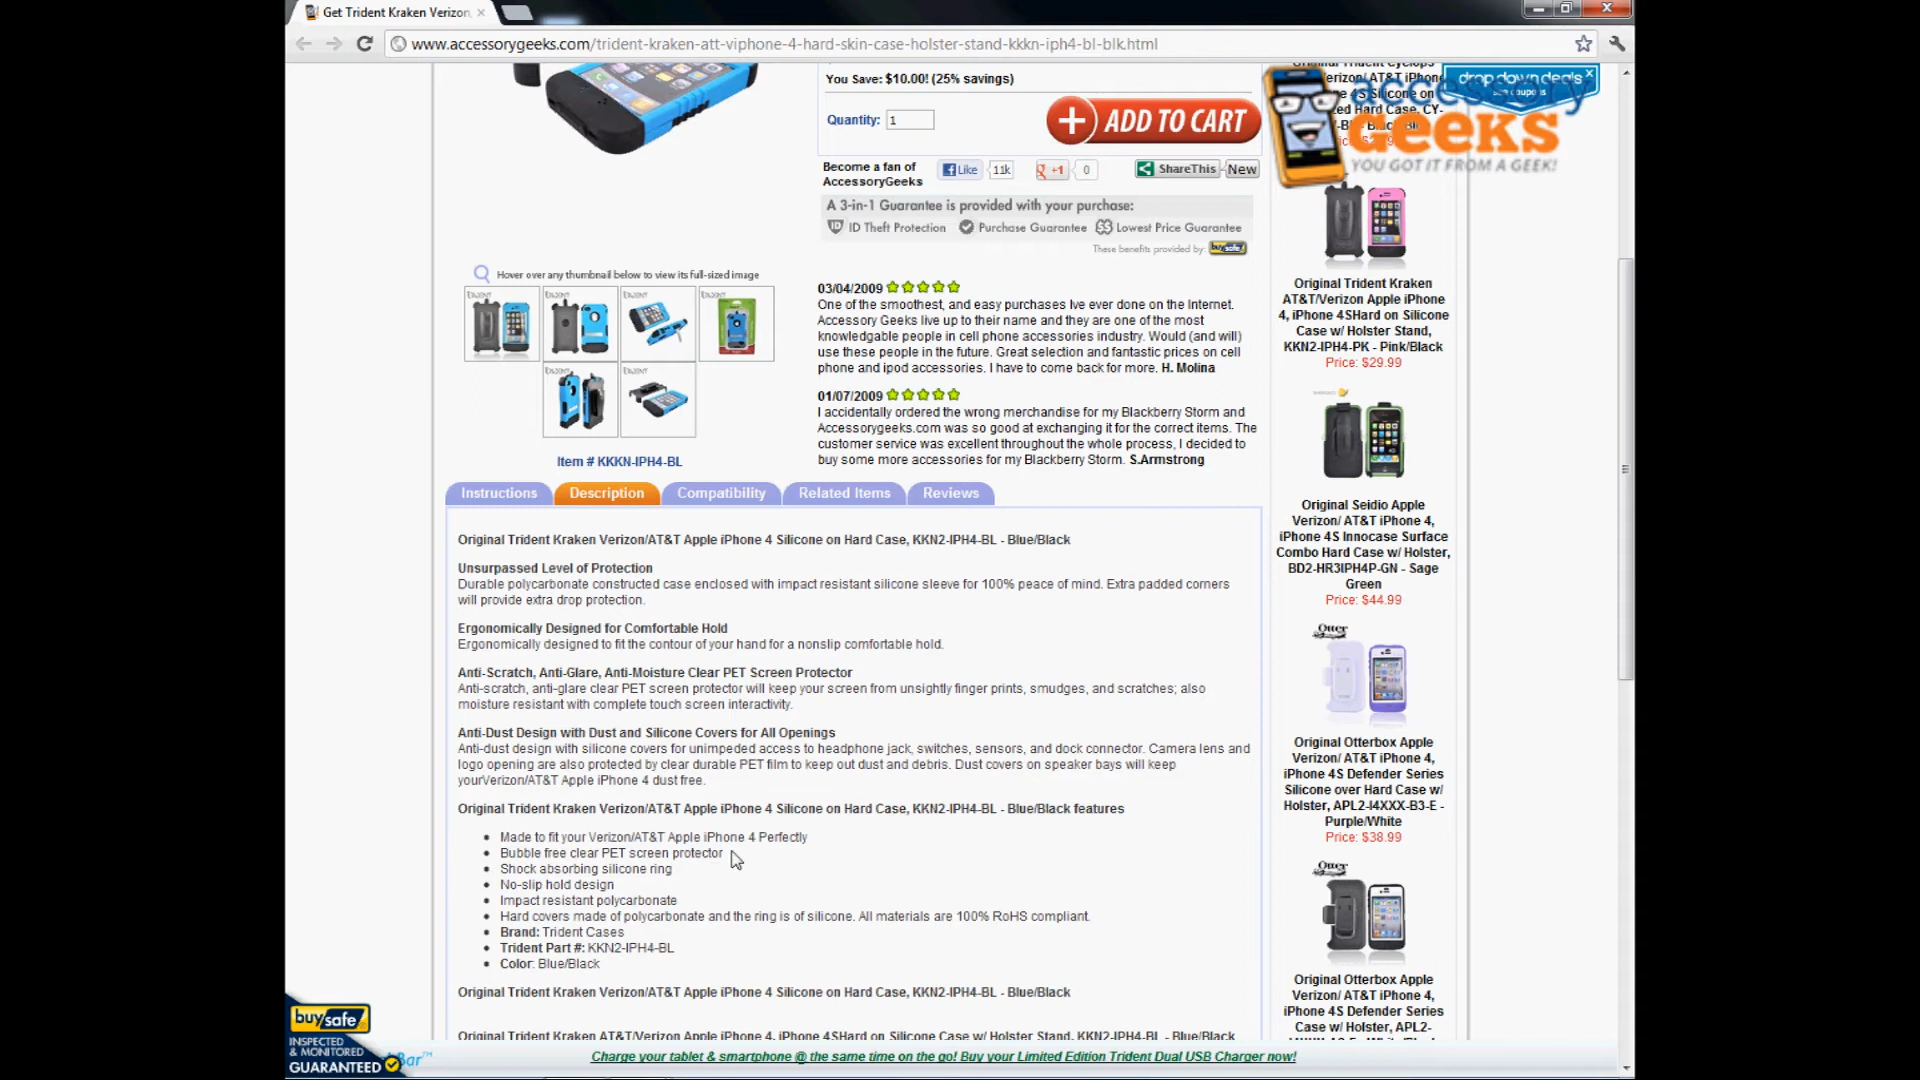 Get Trident Kraken Verizon
www.accessorygeeks.com/trident-kraken-att-viphone-4-hard-skin-case-holster-stand-kkkn-iph4-bl-blk.html
You Save: $10.00! (25% savings)
Quantity: 1
ADD TO CART
Become a fan of
AccessoryGeeks
Like 11k
+1 0
ShareThis New
A 3-in-1 Guarantee is provided with your purchase:
ID Theft Protection Purchase Guarantee Lowest Price Guarantee
These benefits provided by: buySAFE
Hover over any thumbnail below to view its full-sized image
Item # KKKN-IPH4-BL
03/04/2009
One of the smoothest, and easy purchases Ive ever done on the Internet.
Accessory Geeks live up to their name and they are one of the most
knowledgable people in cell phone accessories industry. Would (and will)
use these people in the future. Great selection and fantastic prices on cell
phone and ipod accessories. I have to come back for more. H. Molina
01/07/2009
I accidentally ordered the wrong merchandise for my Blackberry Storm and
Accessorygeeks.com was so good at exchanging it for the correct items. The
customer service was excellent throughout the whole process, I decided to
buy some more accessories for my Blackberry Storm. S.Armstrong
Instructions Description Compatibility Related Items Reviews
Original Trident Kraken Verizon/AT&T Apple iPhone 4 Silicone on Hard Case, KKN2-IPH4-BL - Blue/Black
Unsurpassed Level of Protection
Durable polycarbonate constructed case enclosed with impact resistant silicone sleeve for 100% peace of mind. Extra padded corners
will provide extra drop protection.
Ergonomically Designed for Comfortable Hold
Ergonomically designed to fit the contour of your hand for a nonslip comfortable hold.
Anti-Scratch, Anti-Glare, Anti-Moisture Clear PET Screen Protector
Anti-scratch, anti-glare clear PET screen protector will keep your screen from unsightly finger prints, smudges, and scratches; also
moisture resistant with complete touch screen interactivity.
Anti-Dust Design with Dust and Silicone Covers for All Openings
Anti-dust design with silicone covers for unimpeded access to headphone jack, switches, sensors, and dock connector. Camera lens and
logo opening are also protected by clear durable PET film to keep out dust and debris. Dust covers on speaker bays will keep
yourVerizon/AT&T Apple iPhone 4 dust free.
Original Trident Kraken Verizon/AT&T Apple iPhone 4 Silicone on Hard Case, KKN2-IPH4-BL - Blue/Black features
Made to fit your Verizon/AT&T Apple iPhone 4 Perfectly
Bubble free clear PET screen protector
Shock absorbing silicone ring
No-slip hold design
Impact resistant polycarbonate
Hard covers made of polycarbonate and the ring is of silicone. All materials are 100% RoHS compliant.
Brand: Trident Cases
Trident Part #: KKN2-IPH4-BL
Color: Blue/Black
Original Trident Kraken Verizon/AT&T Apple iPhone 4 Silicone on Hard Case, KKN2-IPH4-BL - Blue/Black
Original Trident Kraken AT&T/Verizon Apple iPhone 4, iPhone 4SHard on Silicone Case w/ Holster Stand, KKN2-IPH4-BL - Blue/Black
drop down deals
see coupons
accessory
GEEKS
YOU GOT IT FROM A GEEK!
Original Trident Kraken
AT&T/Verizon Apple iPhone
4, iPhone 4SHard on Silicone
Case w/ Holster Stand,
KKN2-IPH4-PK - Pink/Black
Price: $29.99
Original Seidio Apple
Verizon/ AT&T iPhone 4,
iPhone 4S Innocase Surface
Combo Hard Case w/ Holster,
BD2-HR3IPH4P-GN - Sage
Green
Price: $44.99
Otter
Original Otterbox Apple
Verizon/ AT&T iPhone 4,
iPhone 4S Defender Series
Silicone over Hard Case w/
Holster, APL2-I4XXX-B3-E -
Purple/White
Price: $38.99
Otter
Original Otterbox Apple
Verizon/ AT&T iPhone 4,
iPhone 4S Defender Series
Case w/ Holster, APL2-
buySAFE
INSPECTED
& MONITORED
GUARANTEED
Bar™
Charge your tablet & smartphone @ the same time on the go! Buy your Limited Edition Trident Dual USB Charger now!